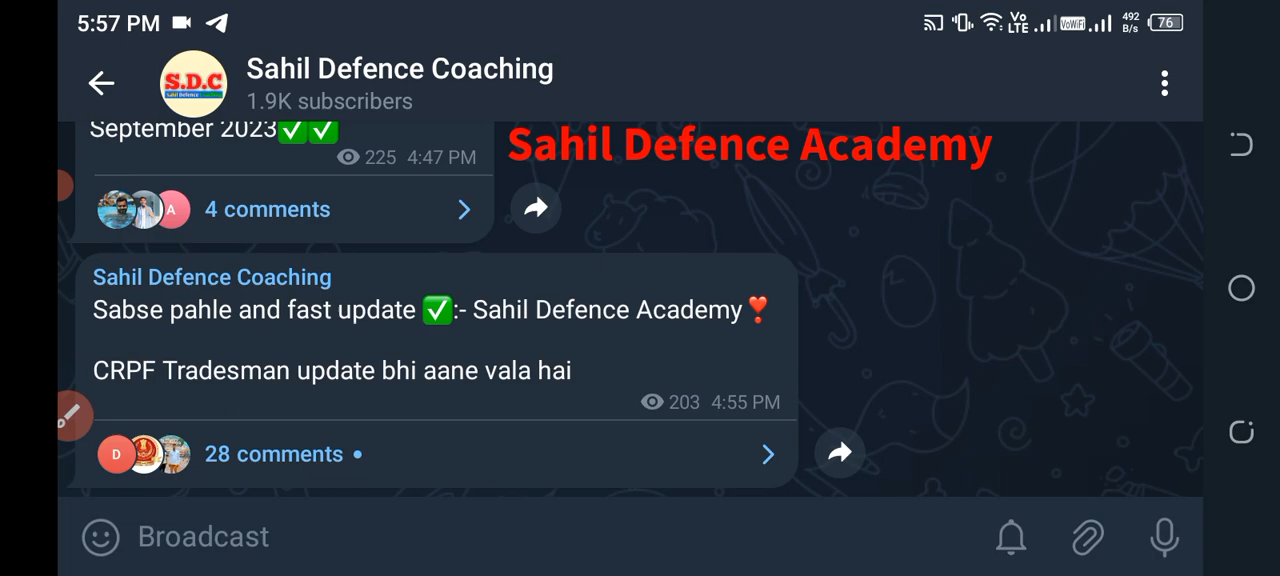 5:57 PM
Vo LTE VoWiFi 492 B/s 76
S.D.C
Sahil Defence Coaching
1.9K subscribers
September 2023✅✅
225 4:47 PM
Sahil Defence Academy
A
4 comments
Sahil Defence Coaching
Sabse pahle and fast update ✅:- Sahil Defence Academy❣️
CRPF Tradesman update bhi aane vala hai
203 4:55 PM
D
28 comments
Broadcast